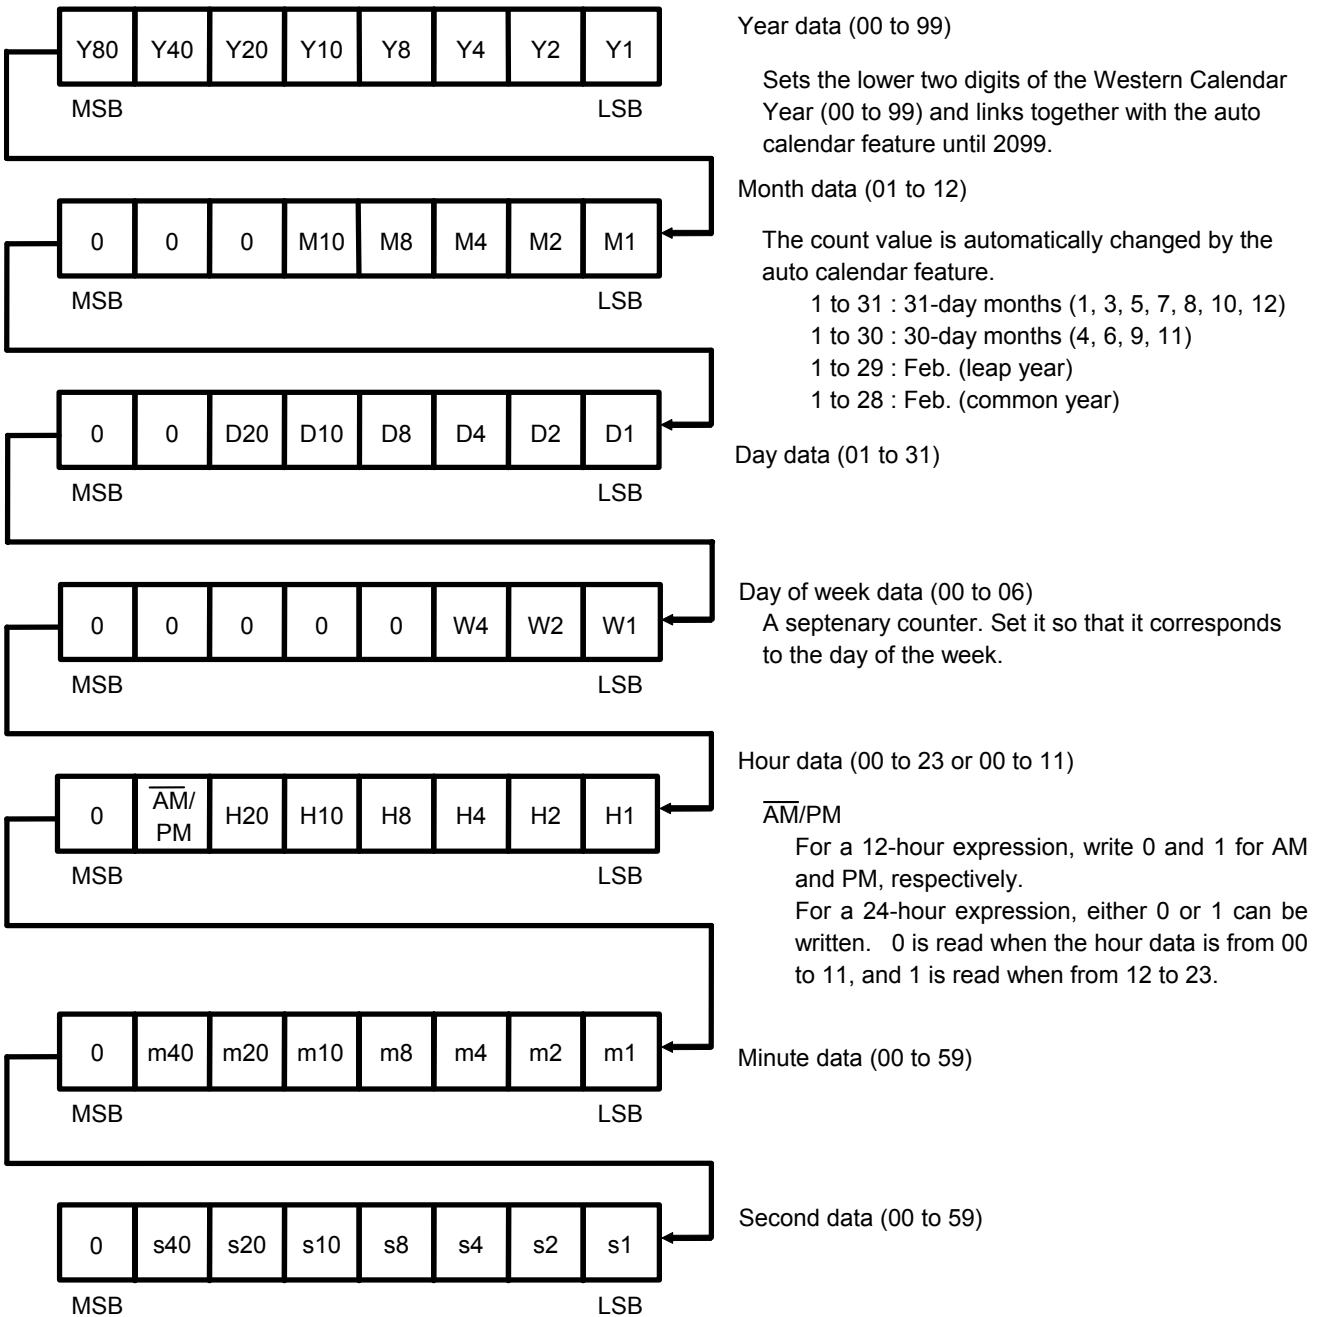 Year data (00 to 99)
Y80 Y40 Y20 Y10 Y8 Y4 Y2 Y1
MSB LSB
Sets the lower two digits of the Western Calendar
Year (00 to 99) and links together with the auto
calendar feature until 2099.
Month data (01 to 12)
0 0 0 M10 M8 M4 M2 M1
MSB LSB
The count value is automatically changed by the
auto calendar feature.
1 to 31 : 31-day months (1, 3, 5, 7, 8, 10, 12)
1 to 30 : 30-day months (4, 6, 9, 11)
1 to 29 : Feb. (leap year)
1 to 28 : Feb. (common year)
0 0 D20 D10 D8 D4 D2 D1
MSB LSB
Day data (01 to 31)
Day of week data (00 to 06)
0 0 0 0 0 W4 W2 W1
MSB LSB
A septenary counter. Set it so that it corresponds
to the day of the week.
Hour data (00 to 23 or 00 to 11)
0 A̅M̅/ H20 H10 H8 H4 H2 H1
PM
MSB LSB
A̅M̅/PM
For a 12-hour expression, write 0 and 1 for AM
and PM, respectively.
For a 24-hour expression, either 0 or 1 can be
written. 0 is read when the hour data is from 00
to 11, and 1 is read when from 12 to 23.
0 m40 m20 m10 m8 m4 m2 m1
MSB LSB
Minute data (00 to 59)
Second data (00 to 59)
0 s40 s20 s10 s8 s4 s2 s1
MSB LSB